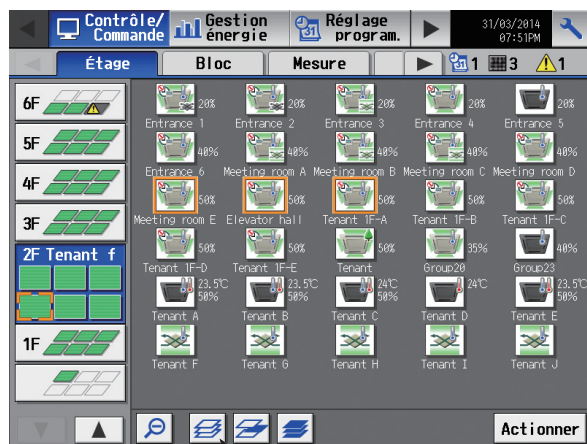 Contrôle/ Commande Gestion énergie Réglage program. 31/03/2014 07:51PM
Étage Bloc Mesure 1 3 1
6F
5F
4F
3F
2F Tenant f
1F
20% 20% 20% 20% 20%
Entrance 1 Entrance 2 Entrance 3 Entrance 4 Entrance 5
40% 40% 40% 40% 40%
Entrance 6 Meeting room A Meeting room B Meeting room C Meeting room D
50% 50% 50% 50% 50%
Meeting room E Elevator hall Tenant 1F-A Tenant 1F-B Tenant 1F-C
50% 50% 50% 35% 40%
Tenant 1F-D Tenant 1F-E Tenant Group20 Group23
23.5℃ 23.5℃ 24℃ 24℃ 23.5℃
50% 50% 50% 50%
Tenant A Tenant B Tenant C Tenant D Tenant E
Tenant F Tenant G Tenant H Tenant I Tenant J
Actionner